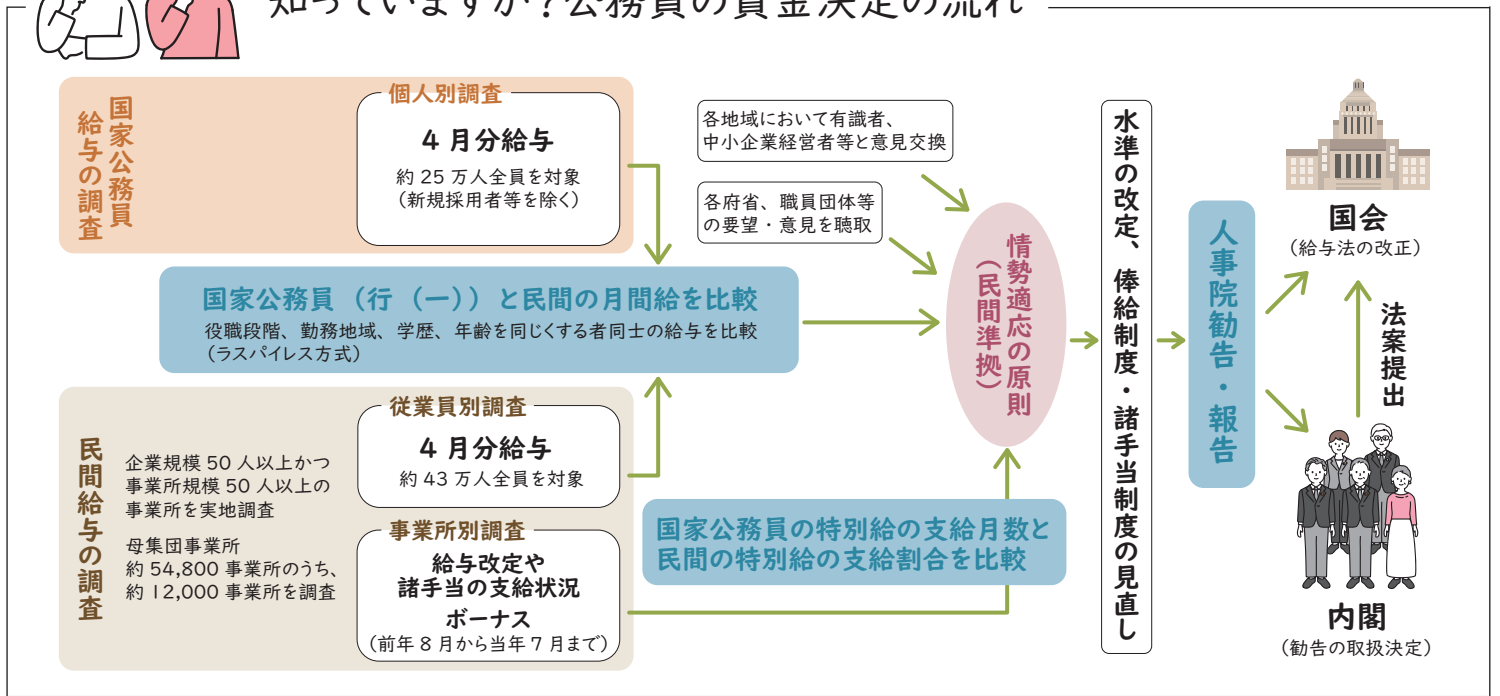 知っていますか？公務員の賃金決定の流れ
国家公務員
給与の調査
個人別調査
4 月分給与
約 25 万人全員を対象
（新規採用者等を除く）
国家公務員（行（一））と民間の月間給を比較
役職段階、勤務地域、学歴、年齢を同じくする者同士の給与を比較
（ラスパイレス方式）
民間給与の調査
企業規模 50 人以上かつ
事業所規模 50 人以上の
事業所を実地調査
母集団事業所
約 54,800 事業所のうち、
約 12,000 事業所を調査
従業員別調査
4 月分給与
約 43 万人全員を対象
事業所別調査
給与改定や
諸手当の支給状況
ボーナス
（前年 8 月から当年 7 月まで）
各地域において有識者、
中小企業経営者等と意見交換
各府省、職員団体等
の要望・意見を聴取
情勢適応の原則
（民間準拠）
国家公務員の特別給の支給月数と
民間の特別給の支給割合を比較
水準の改定、俸給制度・諸手当制度の見直し
人事院勧告・報告
国会
（給与法の改正）
法案提出
内閣
（勧告の取扱決定）